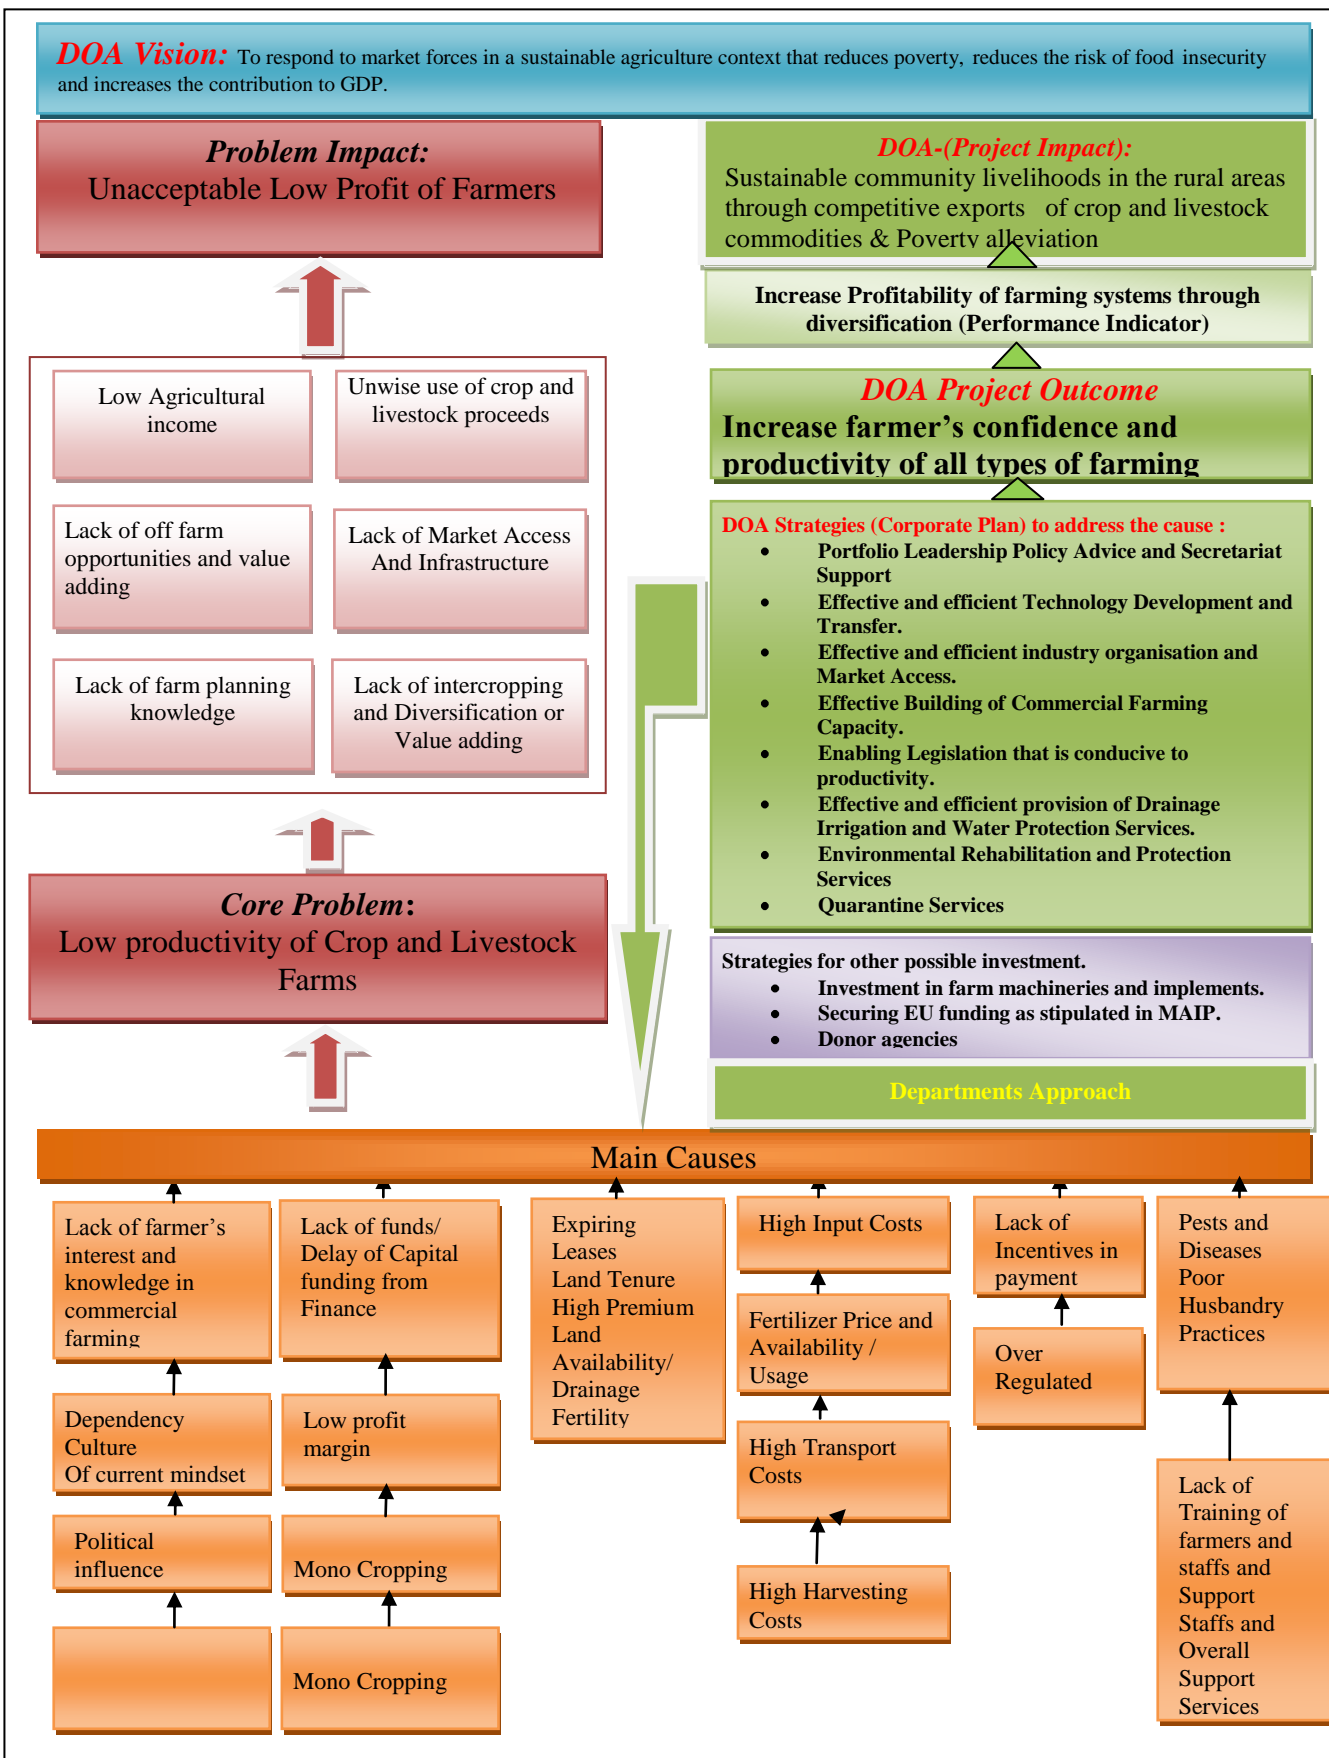 DOA Vision: To respond to market forces in a sustainable agriculture context that reduces poverty, reduces the risk of food insecurity
and increases the contribution to GDP.
Problem Impact:
Unacceptable Low Profit of Farmers
DOA-(Project Impact):
Sustainable community livelihoods in the rural areas
through competitive exports of crop and livestock
commodities & Poverty alleviation
Increase Profitability of farming systems through
diversification (Performance Indicator)
DOA Project Outcome
Increase farmer's confidence and
productivity of all types of farming
Low Agricultural
income
Unwise use of crop and
livestock proceeds
Lack of off farm
opportunities and value
adding
Lack of Market Access
And Infrastructure
Lack of farm planning
knowledge
Lack of intercropping
and Diversification or
Value adding
DOA Strategies (Corporate Plan) to address the cause :
• Portfolio Leadership Policy Advice and Secretariat
Support
• Effective and efficient Technology Development and
Transfer.
• Effective and efficient industry organisation and
Market Access.
• Effective Building of Commercial Farming
Capacity.
• Enabling Legislation that is conducive to
productivity.
• Effective and efficient provision of Drainage
Irrigation and Water Protection Services.
• Environmental Rehabilitation and Protection
Services
• Quarantine Services
Core Problem:
Low productivity of Crop and Livestock
Farms
Strategies for other possible investment.
• Investment in farm machineries and implements.
• Securing EU funding as stipulated in MAIP.
• Donor agencies
Departments Approach
Main Causes
Lack of farmer's
interest and
knowledge in
commercial
farming
Dependency
Culture
Of current mindset
Political
influence
Lack of funds/
Delay of Capital
funding from
Finance
Low profit
margin
Mono Cropping
Mono Cropping
Expiring
Leases
Land Tenure
High Premium
Land
Availability/
Drainage
Fertility
High Input Costs
Fertilizer Price and
Availability /
Usage
High Transport
Costs
High Harvesting
Costs
Lack of
Incentives in
payment
Over
Regulated
Pests and
Diseases
Poor
Husbandry
Practices
Lack of
Training of
farmers and
staffs and
Support
Staffs and
Overall
Support
Services